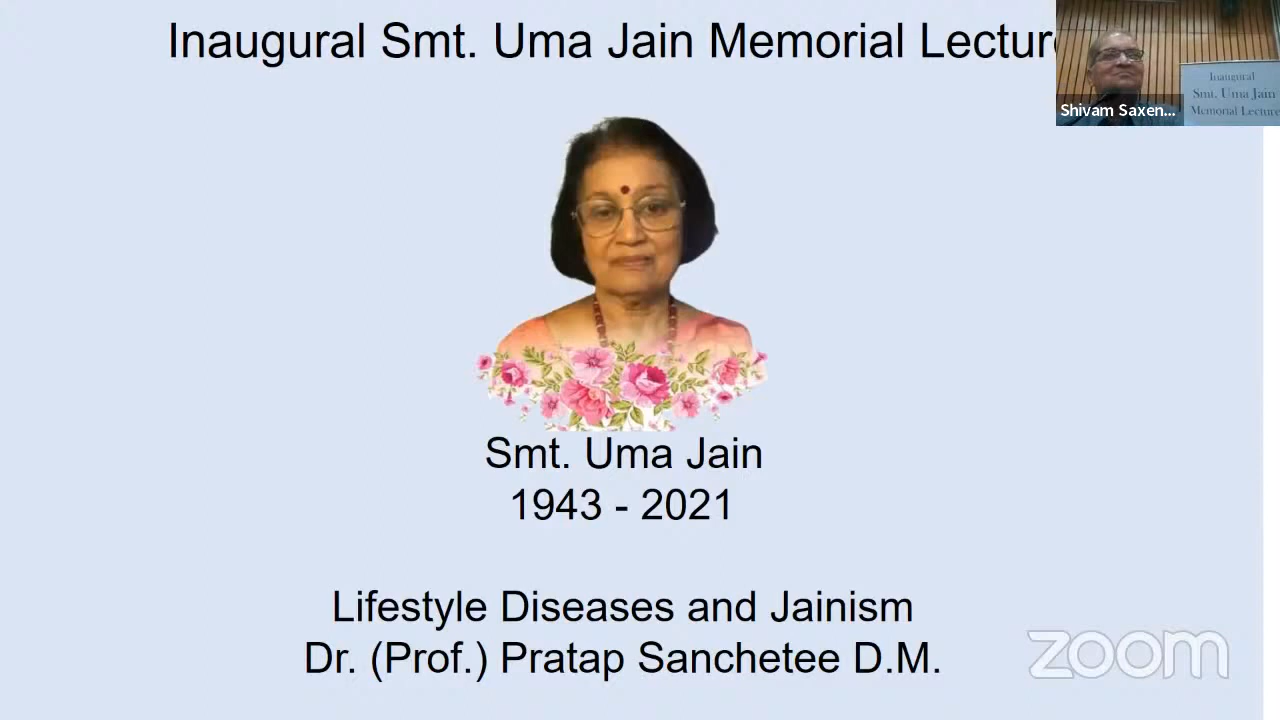 Inaugural Smt. Uma Jain Memorial Lectur
Shivam Saxen...
Inaugural
Smt. Uma Jain
Memorial Lecture
Smt. Uma Jain
1943 - 2021
Lifestyle Diseases and Jainism
Dr. (Prof.) Pratap Sanchetee D.M.
zoom